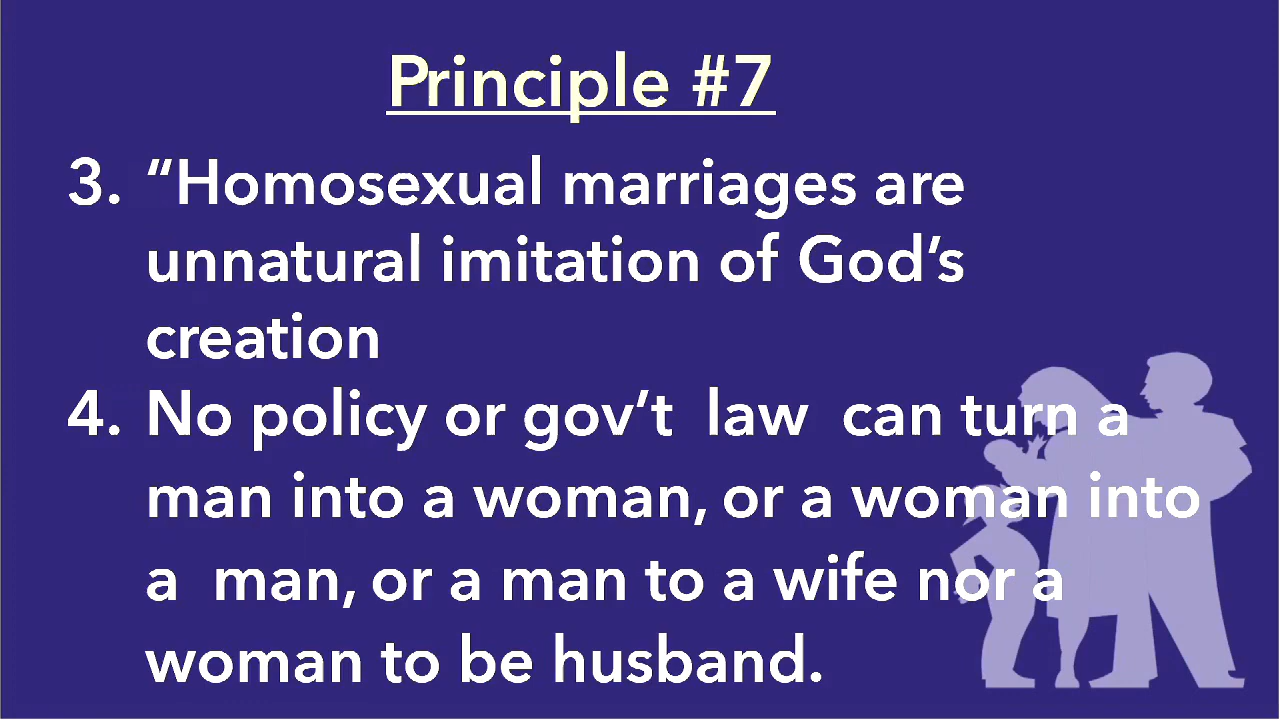 Principle #7
3. “Homosexual marriages are
unnatural imitation of God’s
creation
4. No policy or gov’t law can turn a
man into a woman, or a woman into
a man, or a man to a wife nor a
woman to be husband.